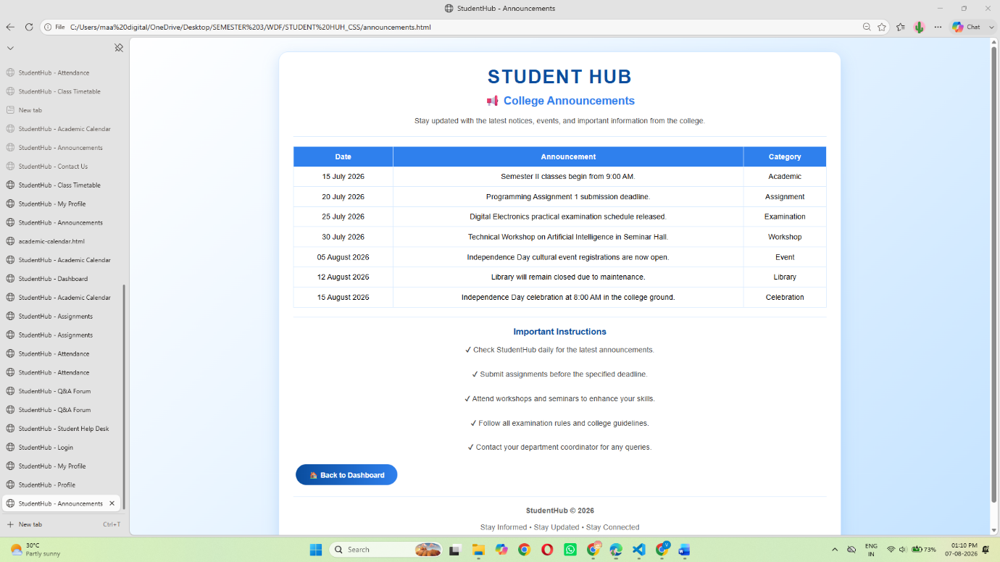 StudentHub - Announcements
File C:/Users/maa%20digital/OneDrive/Desktop/SEMESTER%203/WDF/STUDENT%20HUH_CSS/announcements.html
Chat
StudentHub - Attendance
StudentHub - Class Timetable
New tab
StudentHub - Academic Calendar
StudentHub - Announcements
StudentHub - Contact Us
StudentHub - Class Timetable
StudentHub - My Profile
StudentHub - Announcements
academic-calendar.html
StudentHub - Academic Calendar
StudentHub - Dashboard
StudentHub - Academic Calendar
StudentHub - Assignments
StudentHub - Assignments
StudentHub - Attendance
StudentHub - Attendance
StudentHub - Q&A Forum
StudentHub - Q&A Forum
StudentHub - Student Help Desk
StudentHub - Login
StudentHub - My Profile
StudentHub - Profile
StudentHub - Announcements
New tab Ctrl+T
STUDENT HUB
📢 College Announcements
Stay updated with the latest notices, events, and important information from the college.
Date Announcement Category
15 July 2026 Semester II classes begin from 9:00 AM. Academic
20 July 2026 Programming Assignment 1 submission deadline. Assignment
25 July 2026 Digital Electronics practical examination schedule released. Examination
30 July 2026 Technical Workshop on Artificial Intelligence in Seminar Hall. Workshop
05 August 2026 Independence Day cultural event registrations are now open. Event
12 August 2026 Library will remain closed due to maintenance. Library
15 August 2026 Independence Day celebration at 8:00 AM in the college ground. Celebration
Important Instructions
✔ Check StudentHub daily for the latest announcements.
✔ Submit assignments before the specified deadline.
✔ Attend workshops and seminars to enhance your skills.
✔ Follow all examination rules and college guidelines.
✔ Contact your department coordinator for any queries.
🏠 Back to Dashboard
StudentHub © 2026
Stay Informed • Stay Updated • Stay Connected
30°C
Partly sunny
Search
ENG
IN
73%
01:10 PM
07-08-2026